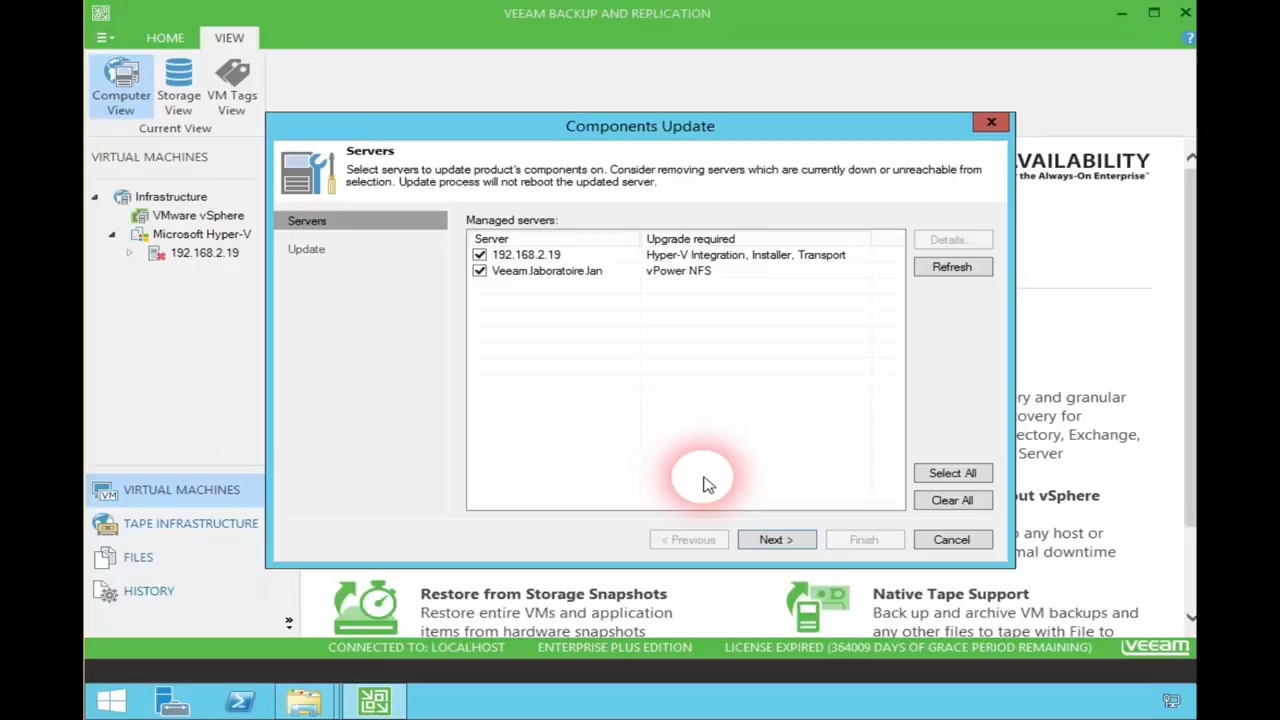 VEEAM BACKUP AND REPLICATION
HOME
VIEW
?
Computer View
Storage View
VM Tags View
Current View
VIRTUAL MACHINES
Infrastructure
VMware vSphere
Microsoft Hyper-V
192.168.2.19
Components Update
Servers
Select servers to update product's components on. Consider removing servers which are currently down or unreachable from
selection. Update process will not reboot the updated server.
Servers
Update
Managed servers:
Server Upgrade required
192.168.2.19 Hyper-V Integration, Installer, Transport
Veeam.laboratoire.lan vPower NFS
Details...
Refresh
Select All
Clear All
< Previous
Next >
Finish
Cancel
VAILABILITY
r the Always-On Enterprise™
ry and granular
covery for
ectory, Exchange,
Server
out vSphere
o any host or
mal downtime
VM
VIRTUAL MACHINES
TAPE INFRASTRUCTURE
FILES
HISTORY
Restore from Storage Snapshots
Restore entire VMs and application
items from hardware snapshots
Native Tape Support
Back up and archive VM backups and
any other files to tape with File to
CONNECTED TO: LOCALHOST
ENTERPRISE PLUS EDITION
LICENSE EXPIRED (364009 DAYS OF GRACE PERIOD REMAINING)
veeam